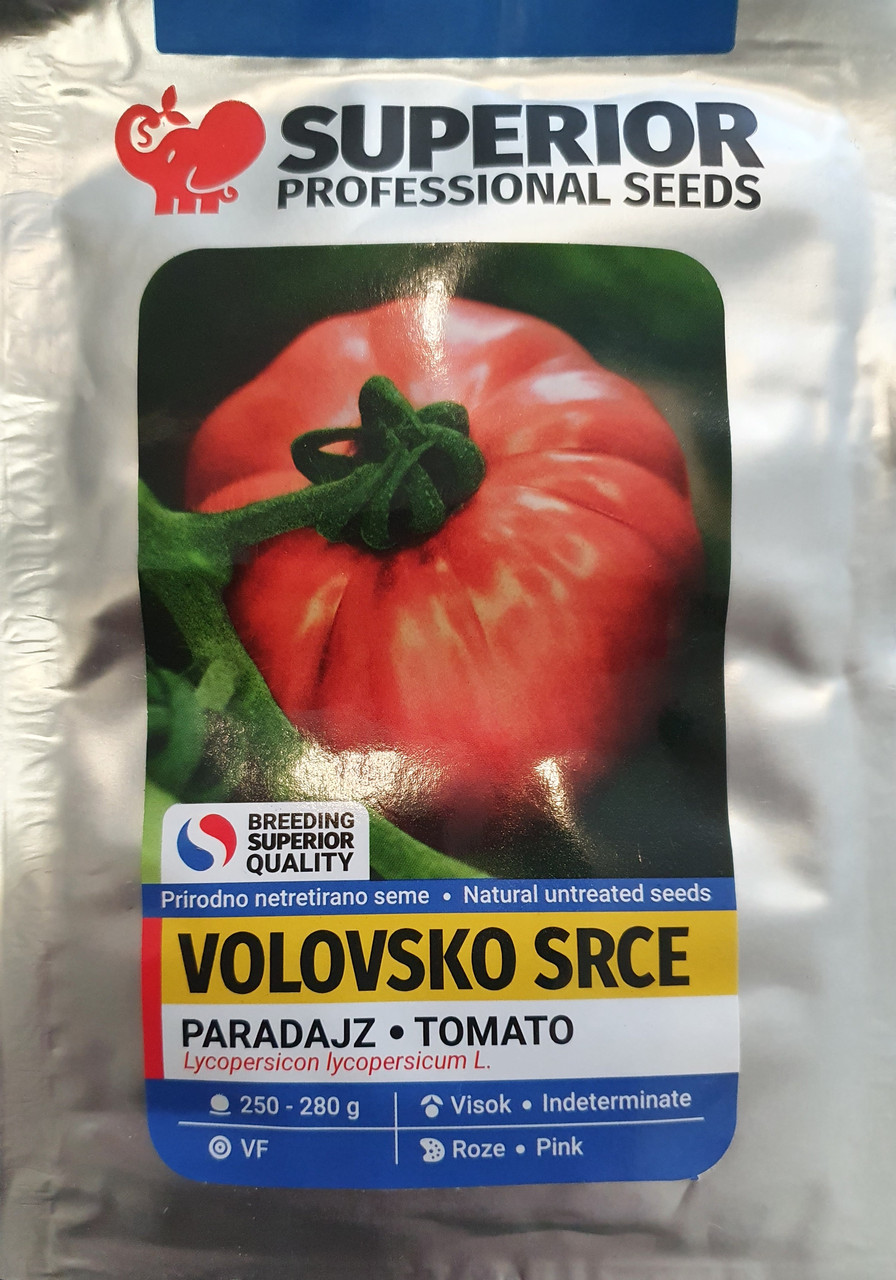 SUPERIOR
PROFESSIONAL SEEDS
BREEDING
SUPERIOR
QUALITY
Prirodno netretirano seme • Natural untreated seeds
VOLOVSKO SRCE
PARADAJZ • TOMATO
Lycopersicon lycopersicum L.
250 - 280 g
Visok • Indeterminate
VF
Roze • Pink